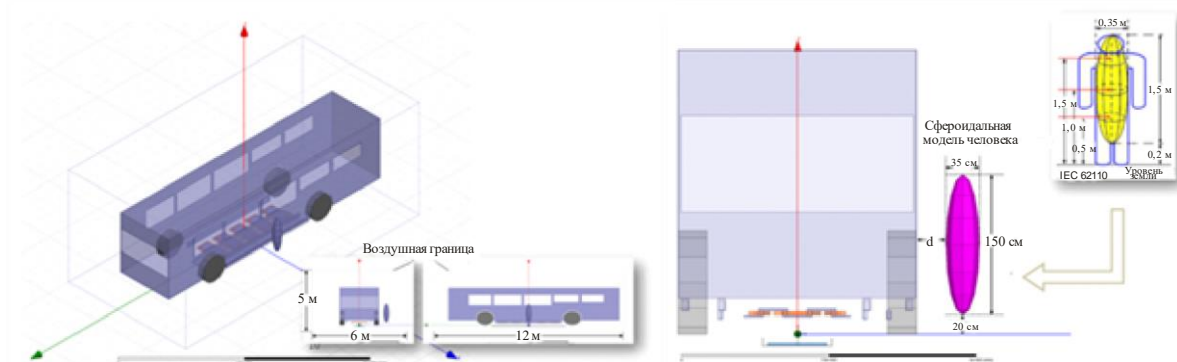 Воздушная граница
5 м
6 м
12 м
d
150 см
20 см
Сфероидальная
модель человека
35 см
0,35 м
1,5 м
1,0 м
0.5 м
1,5 м
0,2 м
IEC 62110
Уровень
земли